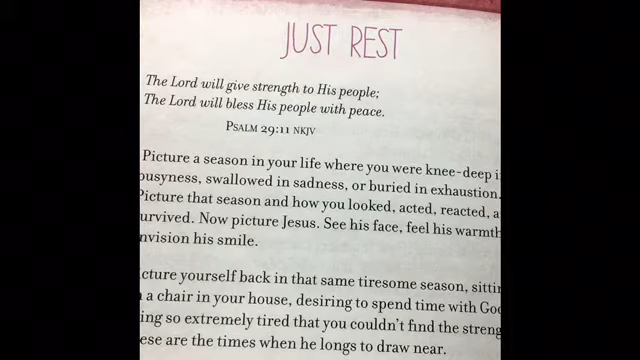 JUST REST
The Lord will give strength to His people;
The Lord will bless His people with peace.
PSALM 29:11 NKJV
Picture a season in your life where you were knee-deep i
ousyness, swallowed in sadness, or buried in exhaustion.
Picture that season and how you looked, acted, reacted, a
urvived. Now picture Jesus. See his face, feel his warmth
nvision his smile.
cture yourself back in that same tiresome season, sittin
a chair in your house, desiring to spend time with God
ing so extremely tired that you couldn't find the streng
ese are the times when he longs to draw near.